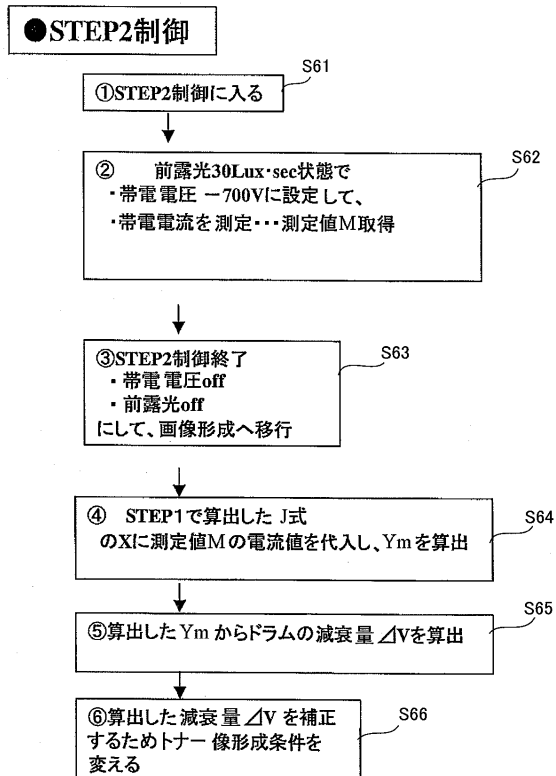 ●STEP2制御
S61
①STEP2制御に入る
S62
② 前露光30Lux・sec状態で
・帯電電圧 －700Vに設定して、
・帯電電流を測定・・・測定値M取得
S63
③STEP2制御終了
・帯電電圧off
・前露光off
にして、画像形成へ移行
S64
④ STEP1で算出した J式
のXに測定値Mの電流値を代入し、Ymを算出
S65
⑤算出したYmからドラムの減衰量⊿Vを算出
S66
⑥算出した減衰量⊿Vを補正
するためトナー像形成条件を
変える